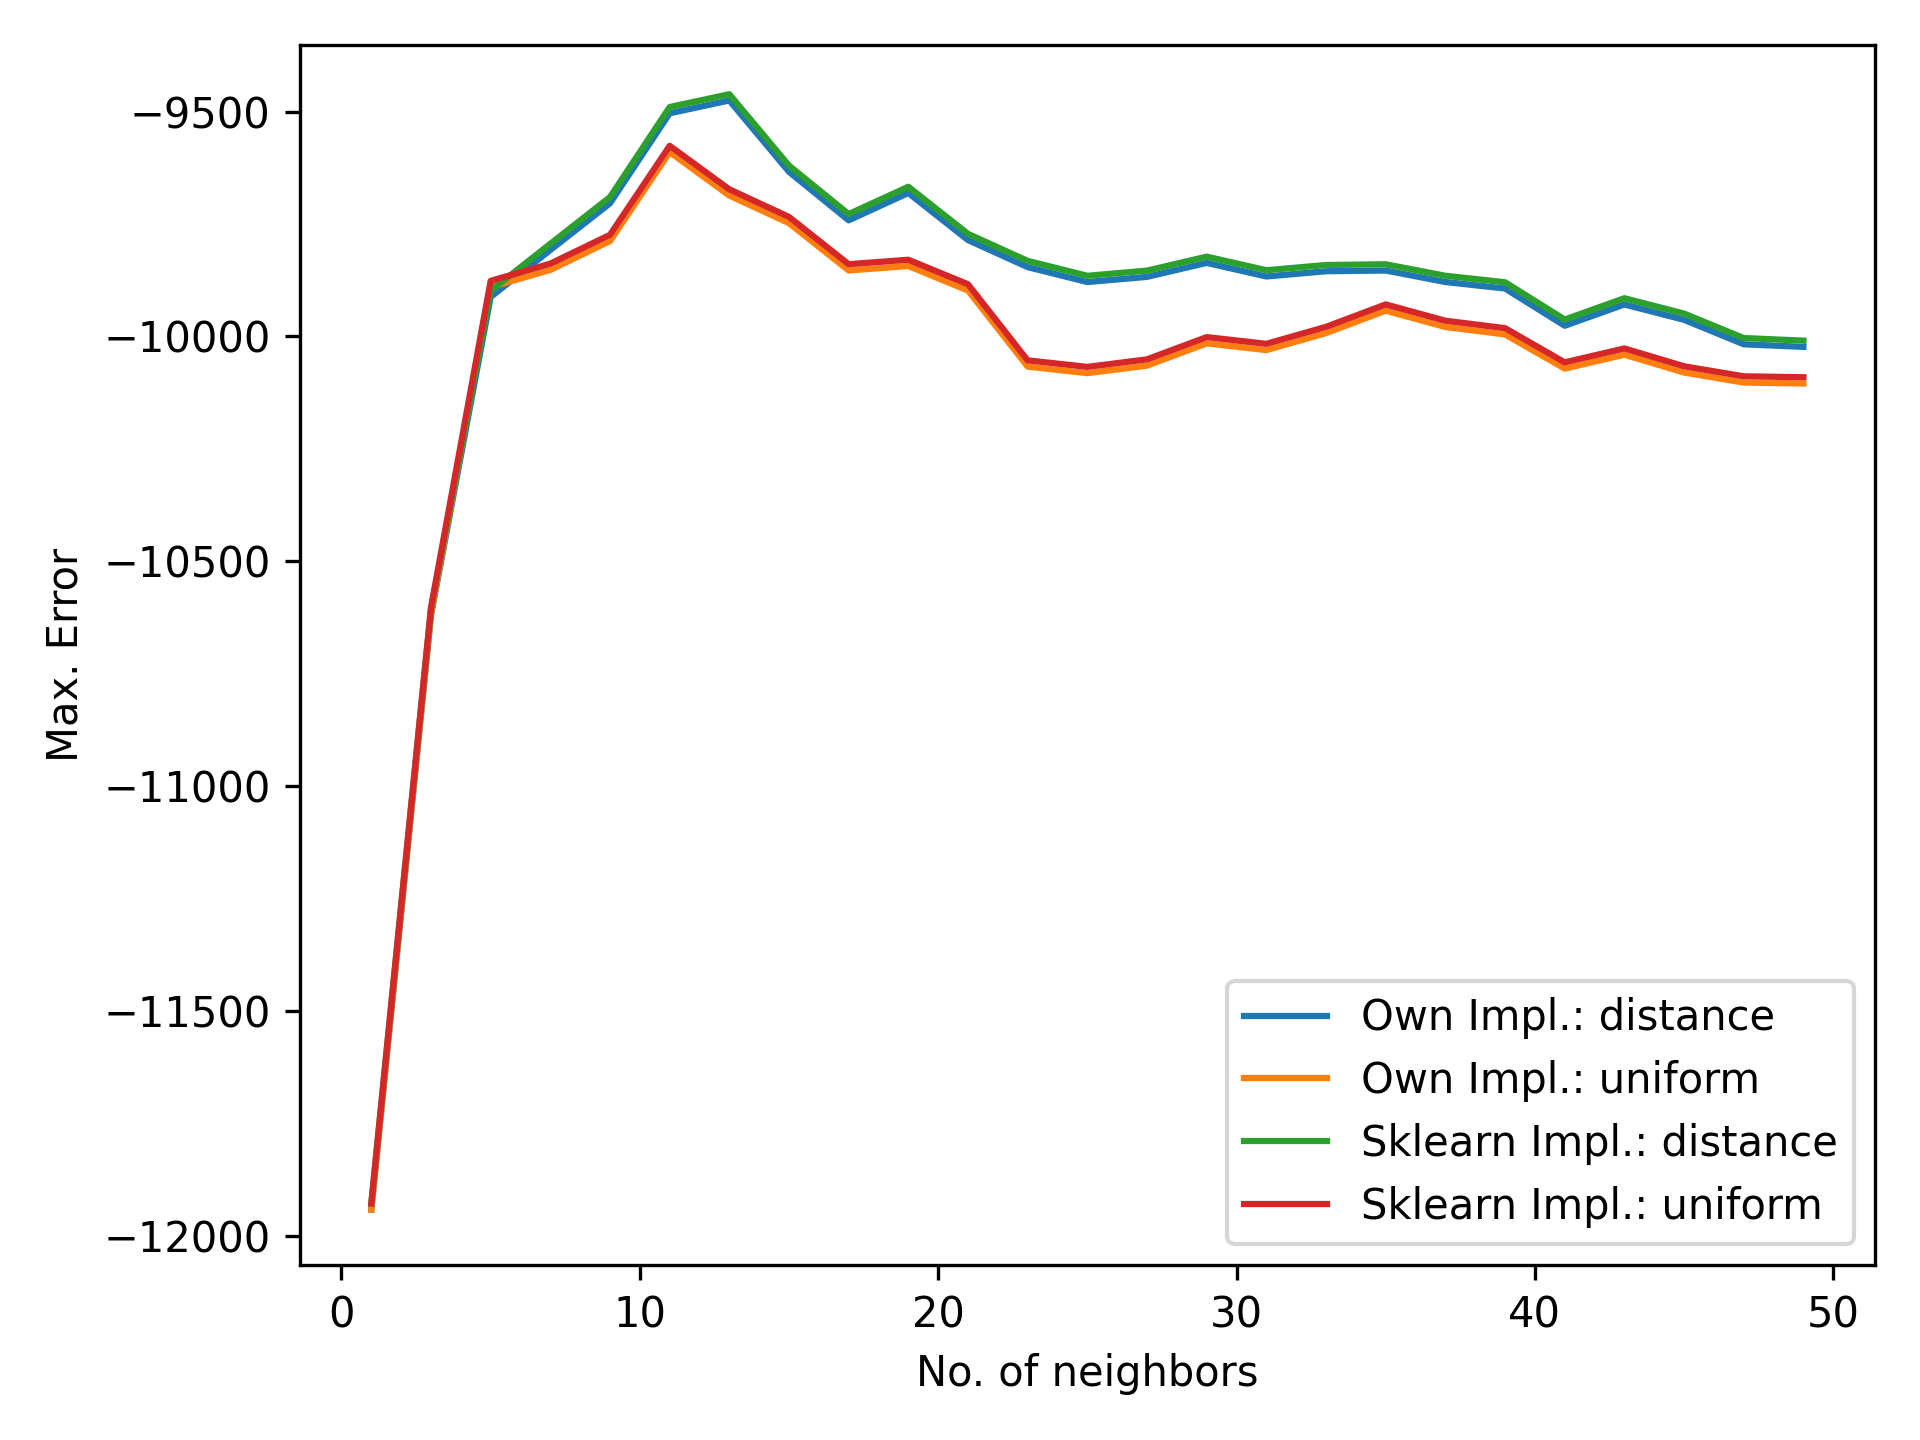 −9500
−10000
−10500
−11000
−11500
−12000
Max. Error
0 10 20 30 40 50
No. of neighbors
Own Impl.: distance
Own Impl.: uniform
Sklearn Impl.: distance
Sklearn Impl.: uniform